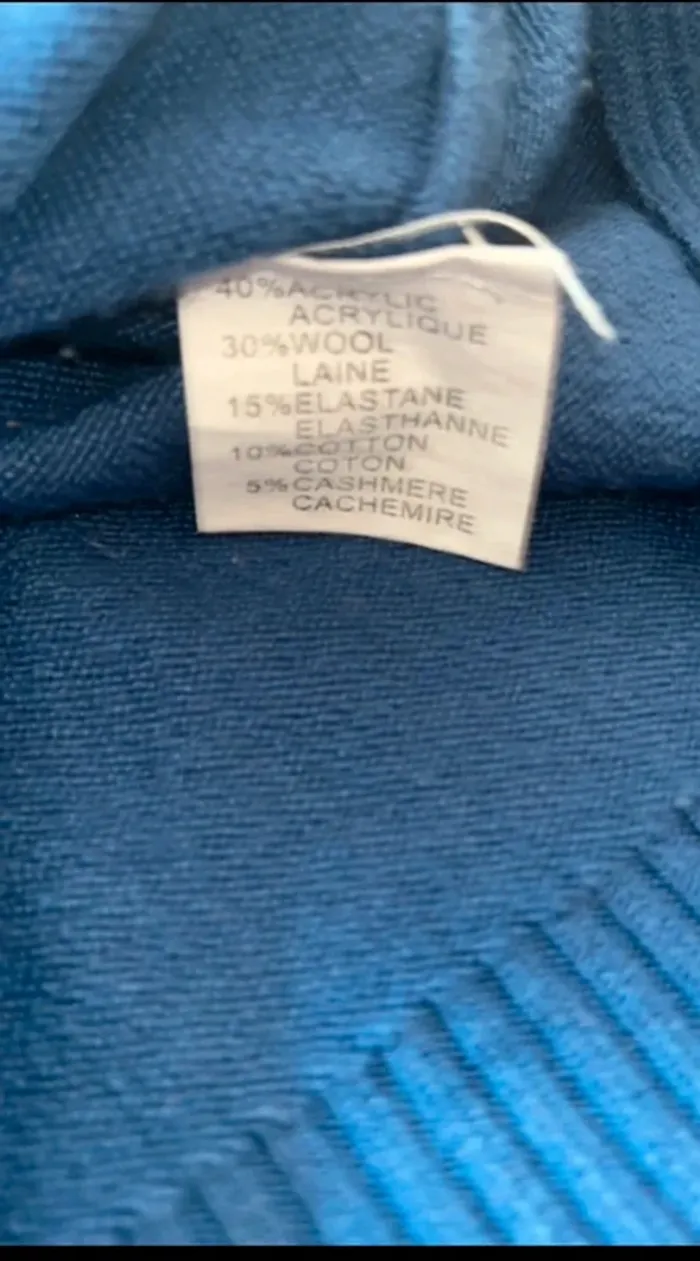 40%ACRYLIC
ACRYLIQUE
30%WOOL
LAINE
15%ELASTANE
ELASTHANNE
10%COTTON
COTON
5%CASHMERE
CACHEMIRE